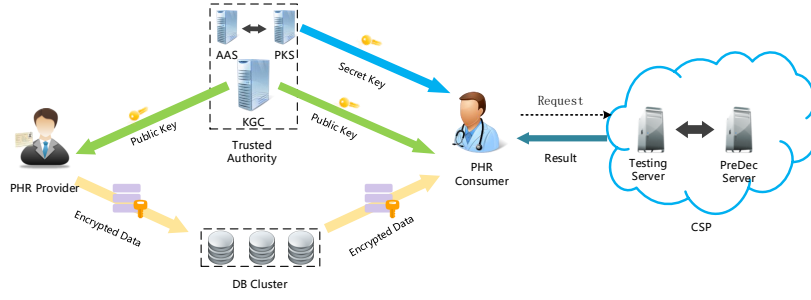 AAS
PKS
Secret Key
KGC
Public Key
Public Key
Trusted
Authority
PHR Provider
PHR
Consumer
Request
Result
Testing
Server
PreDec
Server
CSP
Encrypted Data
Encrypted Data
DB Cluster